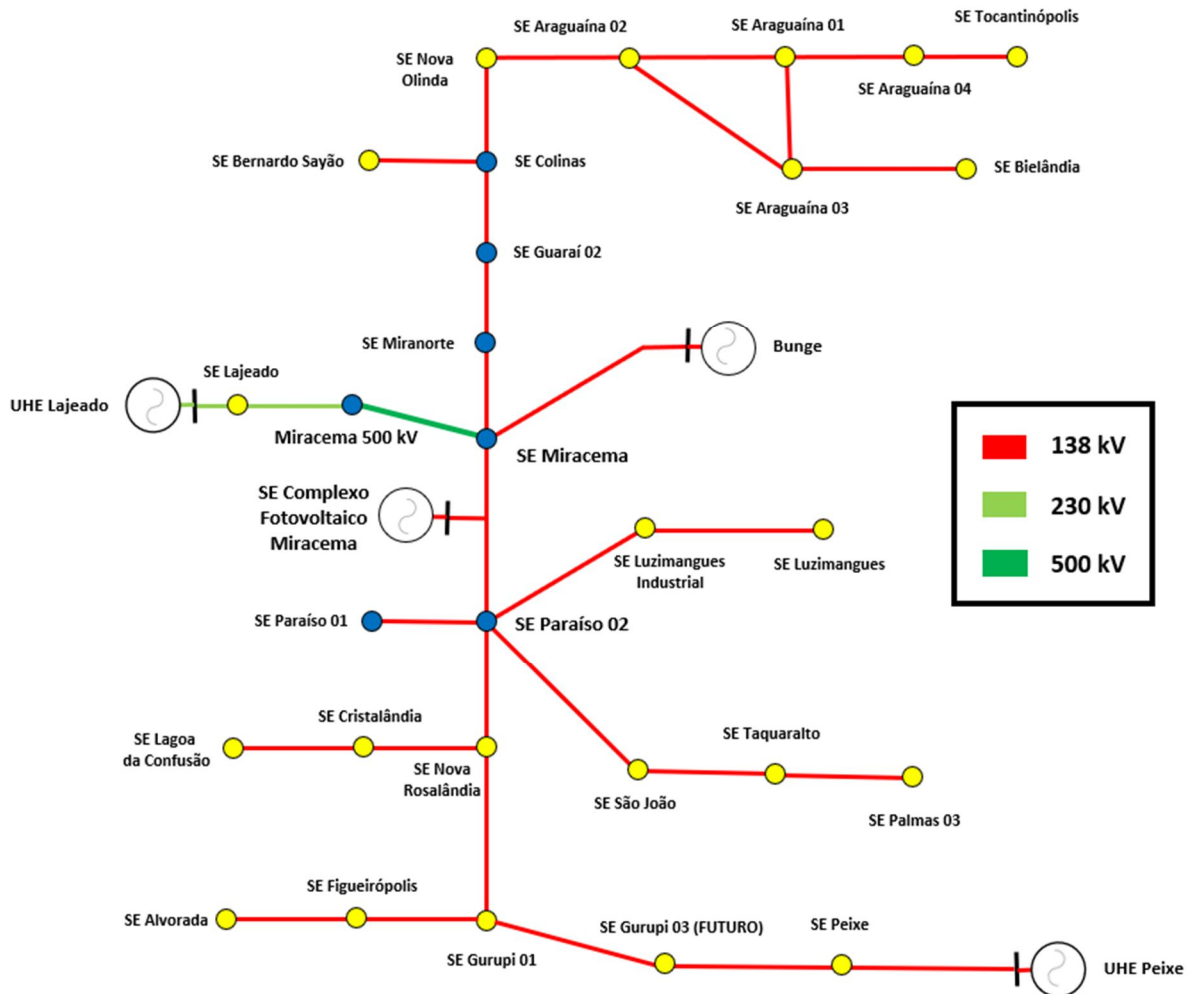 SE Araguaína 02
SE Araguaína 01
SE Tocantinópolis
SE Nova
Olinda
SE Araguaína 04
SE Bernardo Sayão
SE Colinas
SE Bielândia
SE Araguaína 03
SE Guaraí 02
SE Miranorte
Bunge
SE Lajeado
UHE Lajeado
Miracema 500 kV
SE Miracema
138 kV
230 kV
500 kV
SE Complexo
Fotovoltaico
Miracema
SE Luzimangues
Industrial
SE Luzimangues
SE Paraíso 01
SE Paraíso 02
SE Cristalândia
SE Lagoa
da Confusão
SE Nova
Rosalândia
SE Taquaralto
SE São João
SE Palmas 03
SE Figueirópolis
SE Alvorada
SE Gurupi 01
SE Gurupi 03 (FUTURO)
SE Peixe
UHE Peixe